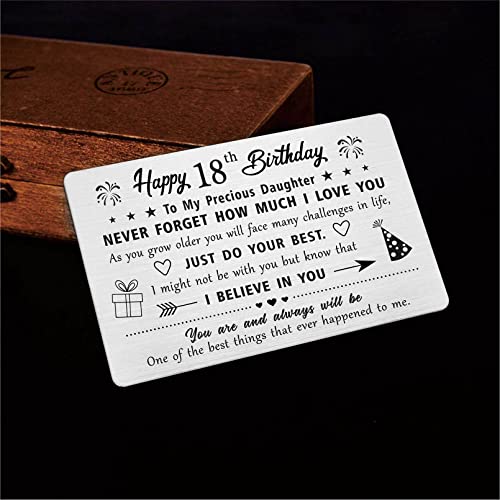 Happy 18th Birthday
To My Precious Daughter
NEVER FORGET HOW MUCH I LOVE YOU
As you grow older you will face many challenges in life,
JUST DO YOUR BEST.
I might not be with you but know that
I BELIEVE IN YOU
You are and always will be
One of the best things that ever happened to me.